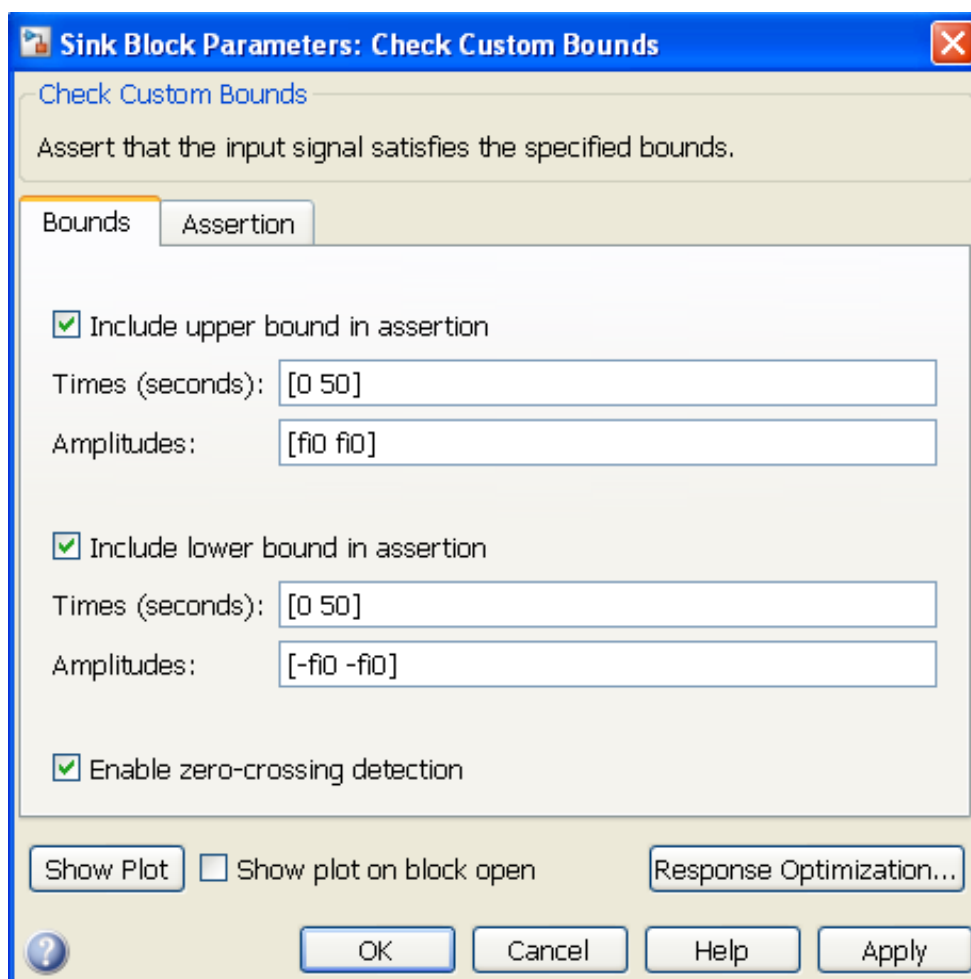 Sink Block Parameters: Check Custom Bounds
Check Custom Bounds
Assert that the input signal satisfies the specified bounds.
Bounds Assertion
Include upper bound in assertion
Times (seconds): [0 50]
Amplitudes: [fi0 fi0]
Include lower bound in assertion
Times (seconds): [0 50]
Amplitudes: [-fi0 -fi0]
Enable zero-crossing detection
Show Plot Show plot on block open Response Optimization...
? OK Cancel Help Apply